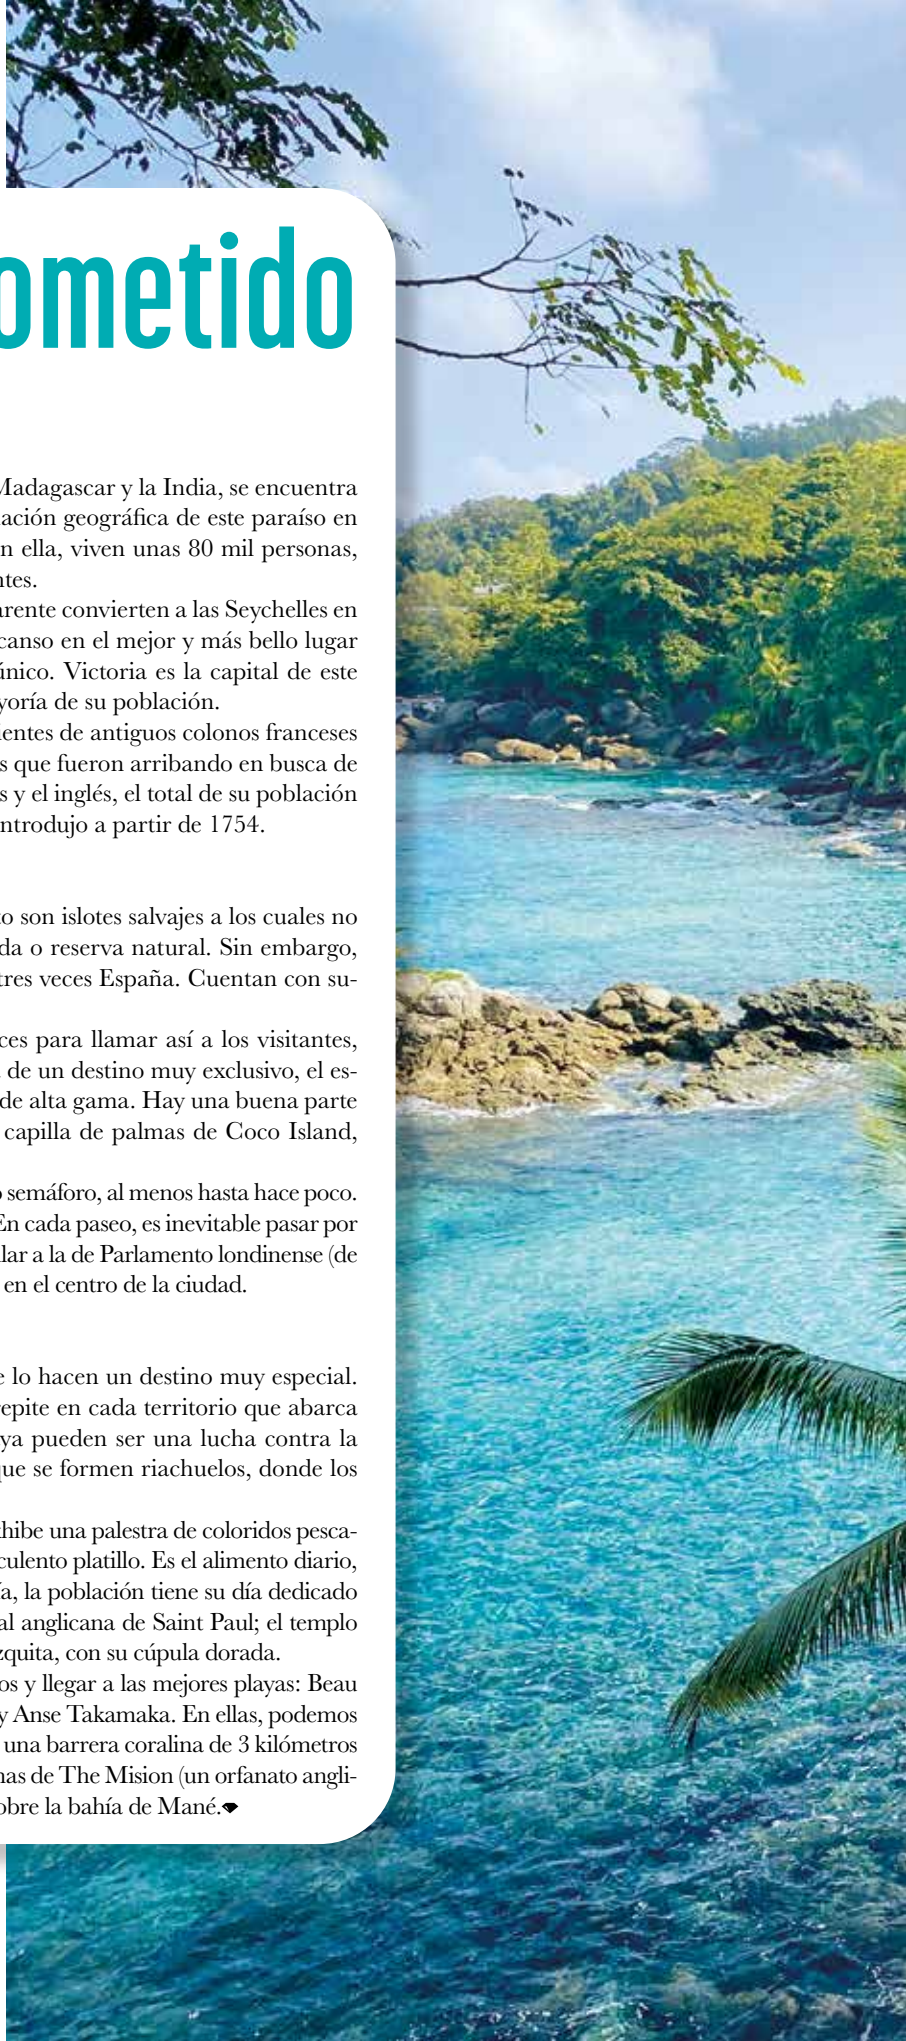 ometido
Madagascar y la India, se encuentra
ación geográfica de este paraíso en
n ella, viven unas 80 mil personas,
ntes.
arente convierten a las Seychelles en
canso en el mejor y más bello lugar
único. Victoria es la capital de este
yoría de su población.
ientes de antiguos colonos franceses
s que fueron arribando en busca de
s y el inglés, el total de su población
ntrodujo a partir de 1754.
to son islotes salvajes a los cuales no
da o reserva natural. Sin embargo,
tres veces España. Cuentan con su-
ces para llamar así a los visitantes,
de un destino muy exclusivo, el es-
de alta gama. Hay una buena parte
capilla de palmas de Coco Island,
o semáforo, al menos hasta hace poco.
En cada paseo, es inevitable pasar por
ilar a la de Parlamento londinense (de
en el centro de la ciudad.
e lo hacen un destino muy especial.
repite en cada territorio que abarca
ya pueden ser una lucha contra la
que se formen riachuelos, donde los
xhibe una palestra de coloridos pesca-
culento platillo. Es el alimento diario,
ía, la población tiene su día dedicado
al anglicana de Saint Paul; el templo
zquita, con su cúpula dorada.
os y llegar a las mejores playas: Beau
y Anse Takamaka. En ellas, podemos
una barrera coralina de 3 kilómetros
nas de The Mision (un orfanato angli-
obre la bahía de Mané.